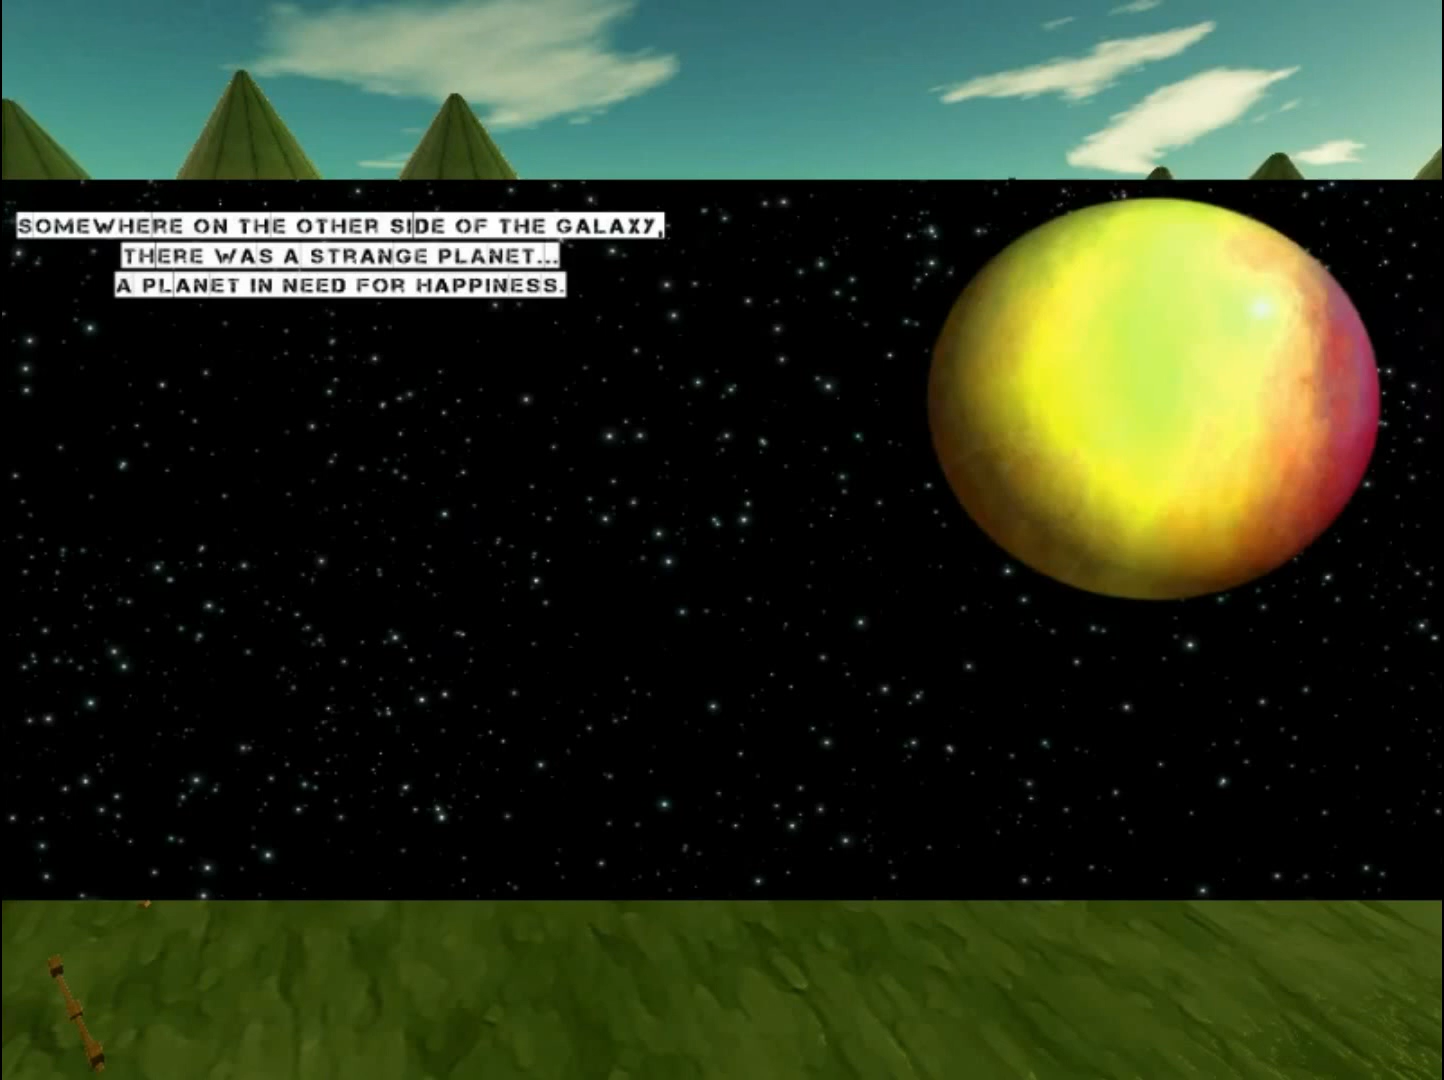 SOMEWHERE ON THE OTHER SIDE OF THE GALAXY,
THERE WAS A STRANGE PLANET...
A PLANET IN NEED FOR HAPPINESS.